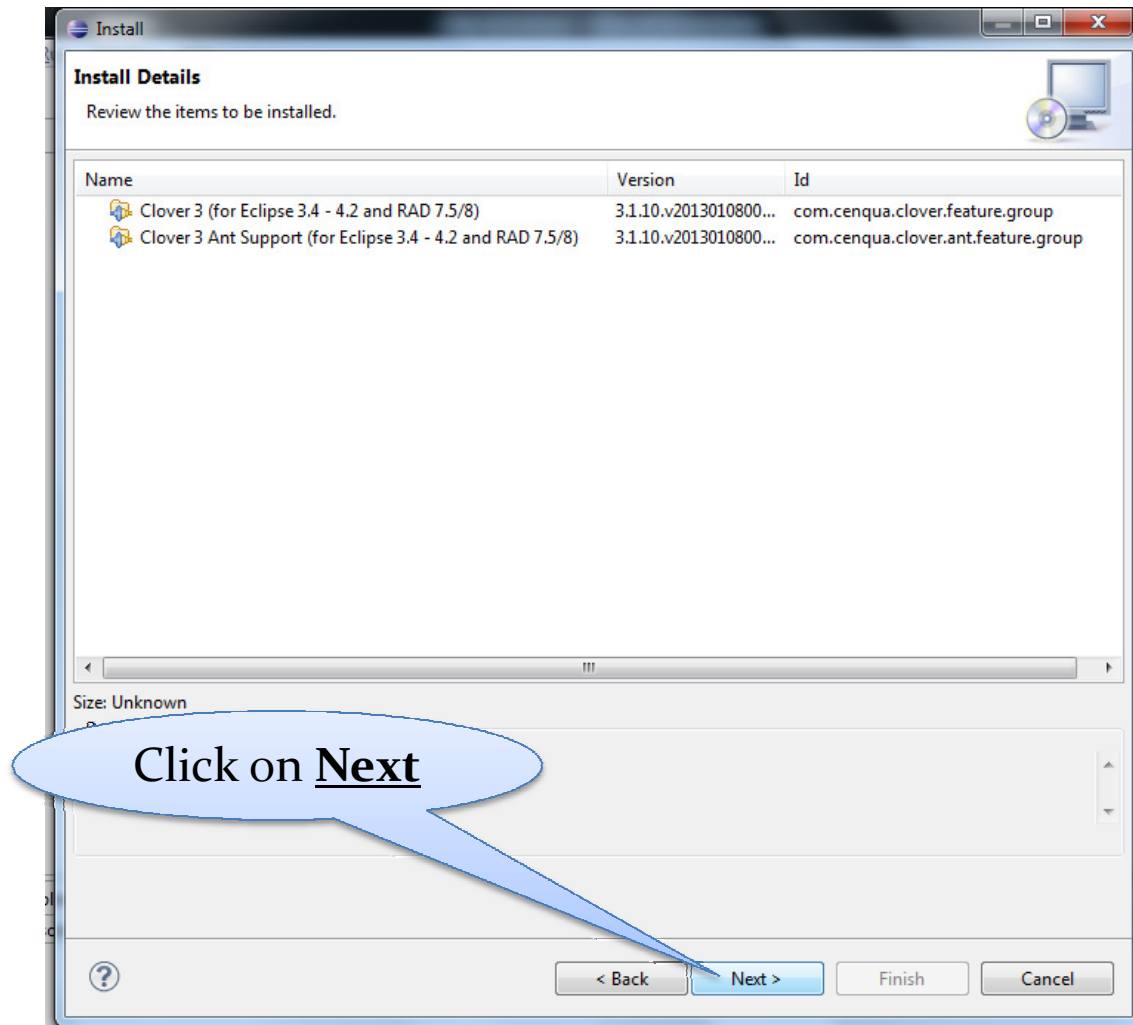 Install
Install Details
Review the items to be installed.
Name Version Id
Clover 3 (for Eclipse 3.4 - 4.2 and RAD 7.5/8) 3.1.10.v2013010800... com.cenqua.clover.feature.group
Clover 3 Ant Support (for Eclipse 3.4 - 4.2 and RAD 7.5/8) 3.1.10.v2013010800... com.cenqua.clover.ant.feature.group
Size: Unknown
Click on Next
< Back Next > Finish Cancel